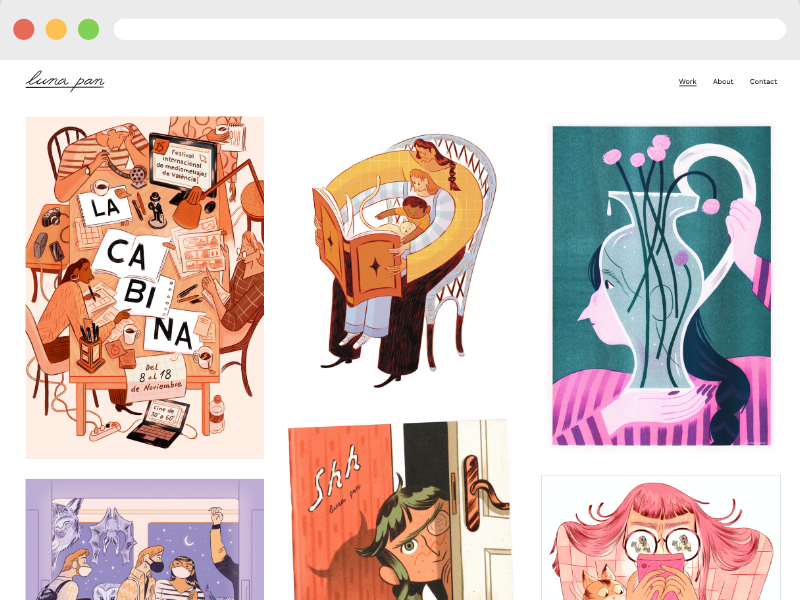 luna pan
Work About Contact
15 Festival
internacional
de mediometrajes
de València
LA
CA
BI
NA
Del
8 al 18
de Noviembre
Cine de
30' a 60'
Shh
luna pan